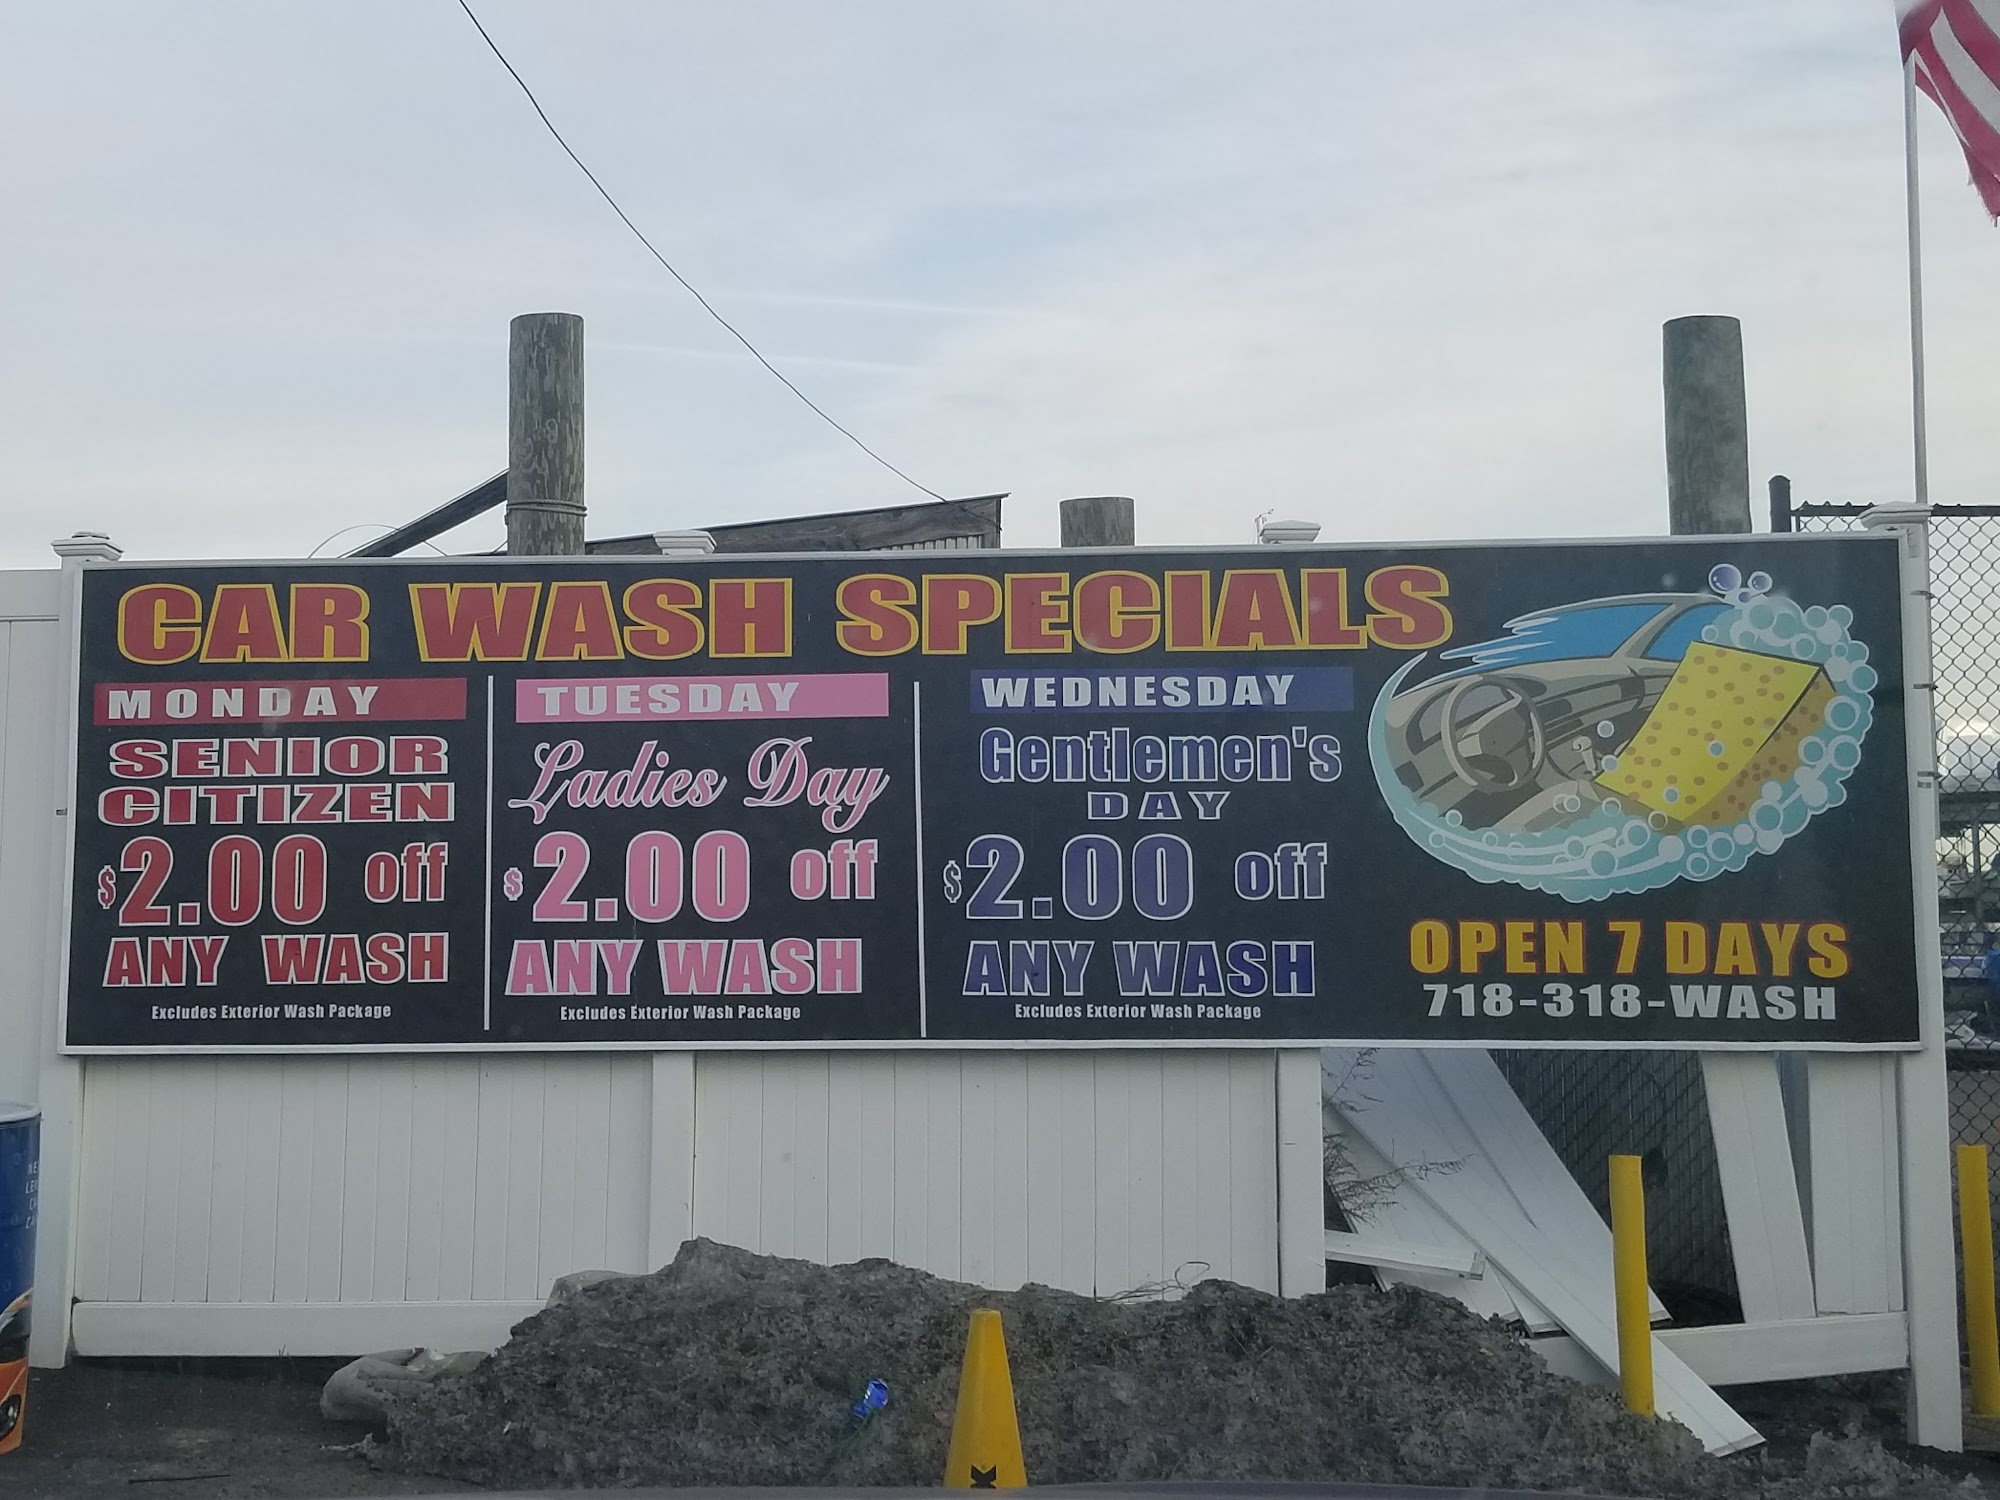 CAR WASH SPECIALS
MONDAY
SENIOR
CITIZEN
$2.00 off
ANY WASH
Excludes Exterior Wash Package
TUESDAY
Ladies Day
$2.00 off
ANY WASH
Excludes Exterior Wash Package
WEDNESDAY
Gentlemen's
DAY
$2.00 off
ANY WASH
Excludes Exterior Wash Package
OPEN 7 DAYS
718-318-WASH